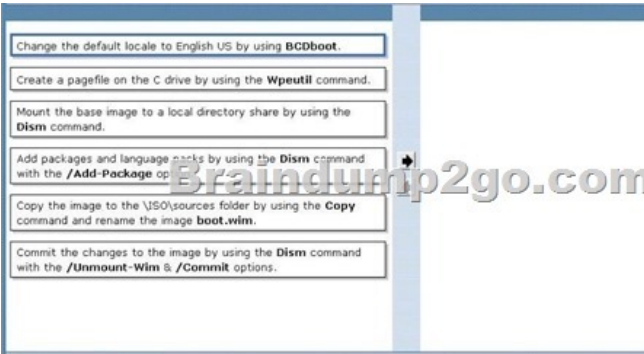 Change the default locale to English US by using BCDboot.
Create a pagefile on the C drive by using the Wpeutil command.
Mount the base image to a local directory share by using the
Dism command.
Add packages and language packs by using the Dism command
with the /Add-Package
Braindump2go.com
Copy the image to the \ISO\sources folder by using the Copy
command and rename the image boot.wim.
Commit the changes to the image by using the Dism command
with the /Unmount-Wim & /Commit options.